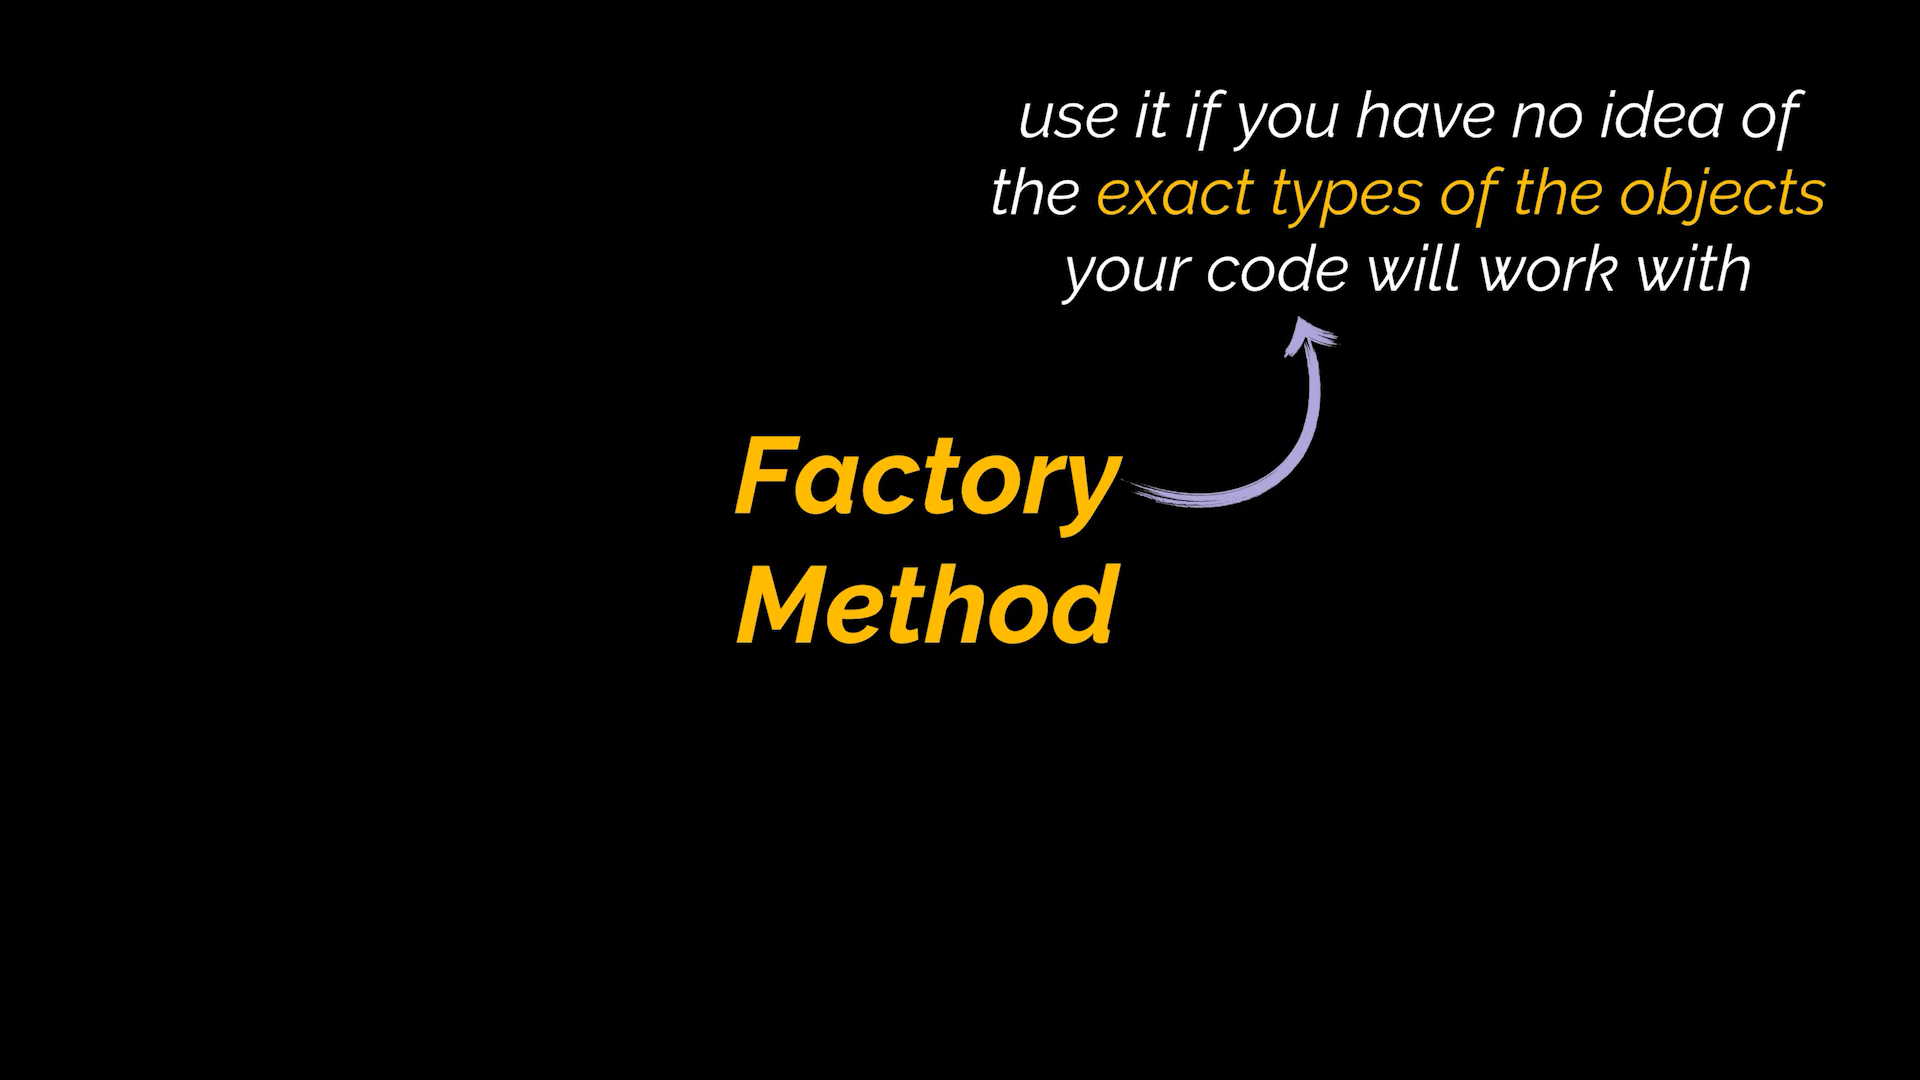 use it if you have no idea of
the exact types of the objects
your code will work with
Factory
Method